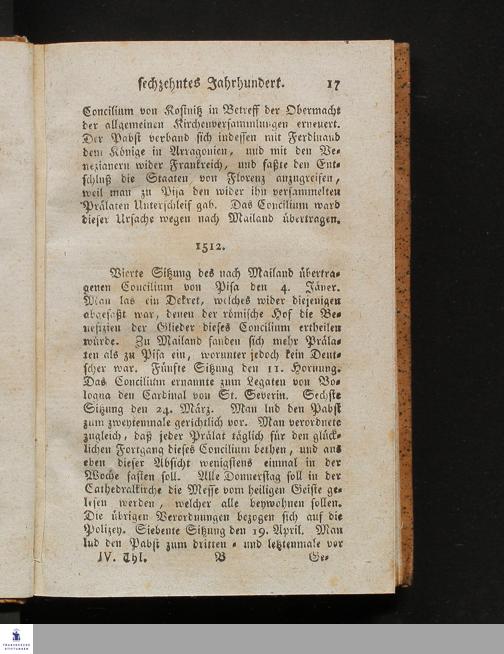 sechzehntes Jahrhundert. 17
Concilium von Kostnitz in Betreff der Obermacht
der allgemeinen Kirchenversammlungen erneuert.
Der Pabst verband sich indessen mit Ferdinand
dem Könige in Arragonien, und mit den Ve-
nezianern wider Frankreich, und faßte den Ent-
schluß die Staaten von Florenz anzugreifen,
weil man zu Pisa den wider ihn versammelten
Prälaten Unterschleif gab. Das Concilium ward
dieser Ursache wegen nach Mailand übertragen.
1512.
Vierte Sitzung des nach Mailand übertra-
genen Concilium von Pisa den 4. Jäner.
Man las ein Dekret, welches wider diejenigen
abgefaßt war, denen der römische Hof die Be-
nefizien der Glieder dieses Concilium ertheilen
würde. Zu Mailand fanden sich mehr Präla-
ten als zu Pisa ein, worunter jedoch kein Deut-
scher war. Fünfte Sitzung den 11. Hornung.
Das Concilium ernannte zum Legaten von Bo-
logna den Cardinal von St. Severin. Sechste
Sitzung den 24. März. Man lud den Pabst
zum zweytenmale gerichtlich vor. Man verordnete
zugleich, daß jeder Prälat täglich für den glück-
lichen Fortgang dieses Concilium bethen, und aus
eben dieser Absicht wenigstens einmal in der
Woche fasten soll. Alle Donnerstag soll in der
Cathedralkirche die Messe vom heiligen Geiste ge-
lesen werden, welcher alle beywohnen sollen.
Die übrigen Verordnungen bezogen sich auf die
Polizey. Siebente Sitzung den 19. April. Man
lud den Pabst zum dritten- und letztenmale vor
IV. Thl. B Ge-
FRANCKESCHE
STIFTUNGEN